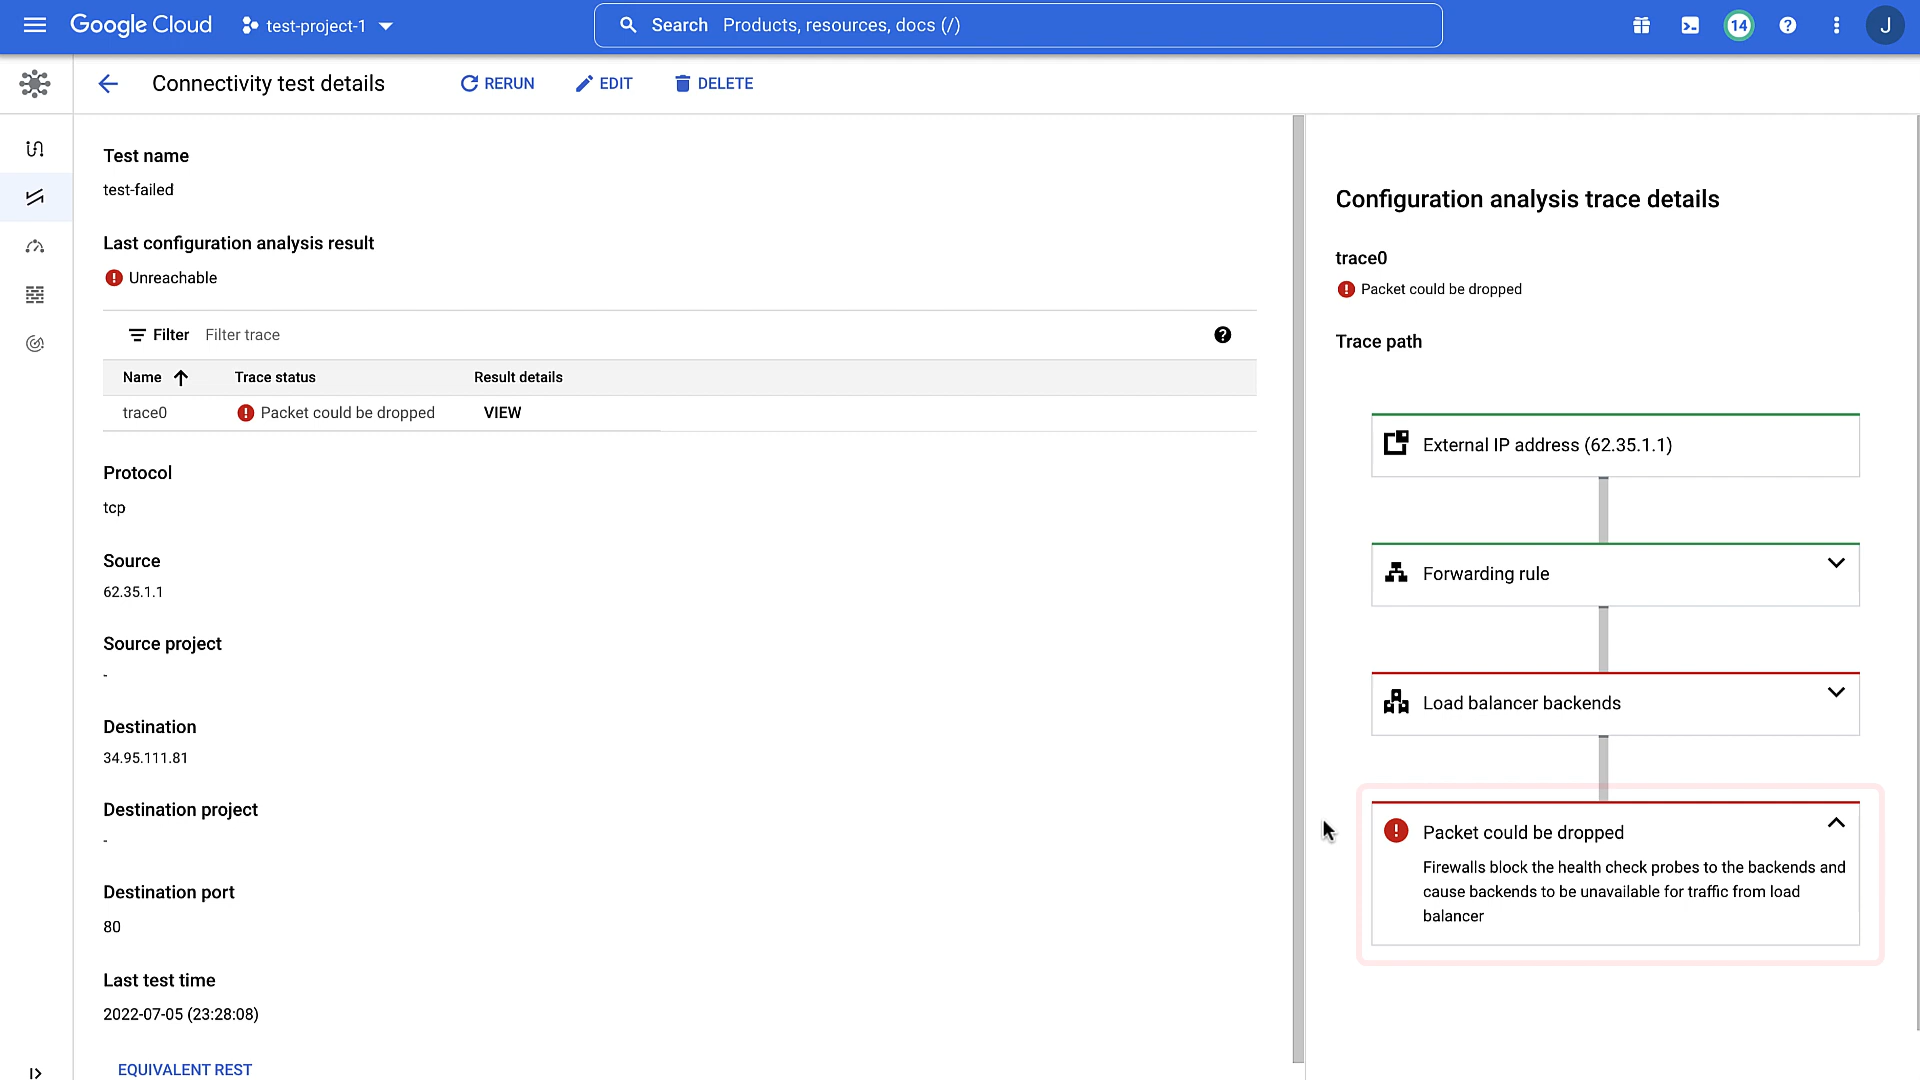 Google Cloud
test-project-1
Search Products, resources, docs (/)
14
J
Connectivity test details
RERUN
EDIT
DELETE
Test name
test-failed
Last configuration analysis result
Unreachable
Filter Filter trace
Name Trace status Result details
trace0 Packet could be dropped VIEW
Protocol
tcp
Source
62.35.1.1
Source project
-
Destination
34.95.111.81
Destination project
-
Destination port
80
Last test time
2022-07-05 (23:28:08)
EQUIVALENT REST
Configuration analysis trace details
trace0
Packet could be dropped
Trace path
External IP address (62.35.1.1)
Forwarding rule
Load balancer backends
Packet could be dropped
Firewalls block the health check probes to the backends and
cause backends to be unavailable for traffic from load
balancer